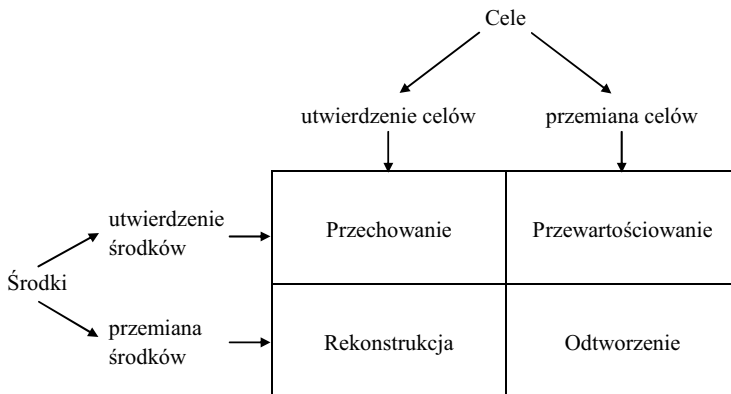 Cele
utwierdzenie celów
przemiana celów
utwierdzenie
środków
Przechowanie
Przewartościowanie
Środki
przemiana
środków
Rekonstrukcja
Odtworzenie